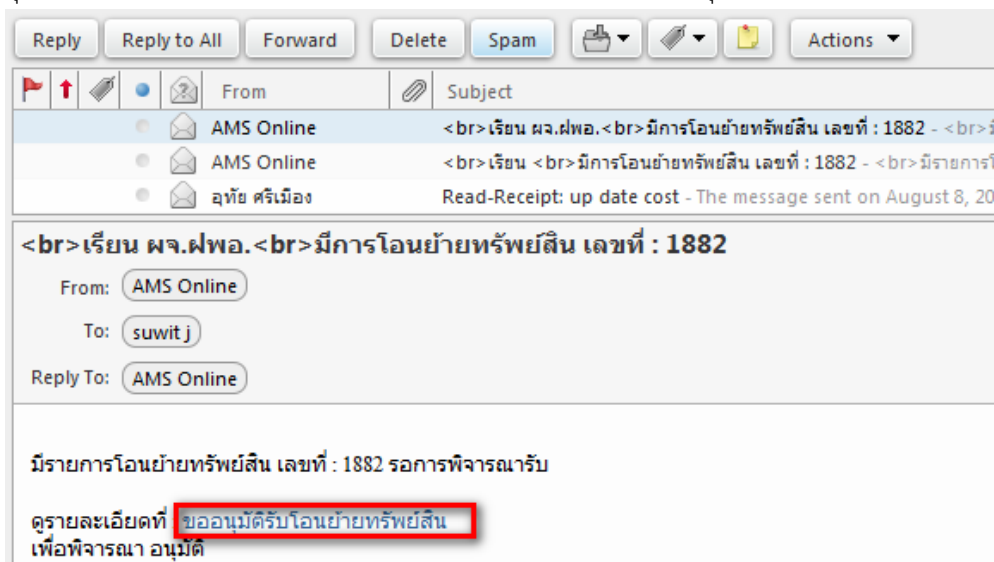 Reply Reply to All Forward Delete Spam Actions
From Subject
AMS Online <br>เรียน ผจ.ฝพอ.<br>มีการโอนย้ายทรัพย์สิน เลขที่ : 1882 - <br>
AMS Online <br>เรียน <br>มีการโอนย้ายทรัพย์สิน เลขที่ : 1882 - <br>มีรายการ
อุทัย ศรีเมือง Read-Receipt: up date cost - The message sent on August 8, 20
<br>เรียน ผจ.ฝพอ.<br>มีการโอนย้ายทรัพย์สิน เลขที่ : 1882
From: AMS Online
To: suwit j
Reply To: AMS Online
มีรายการโอนย้ายทรัพย์สิน เลขที่ : 1882 รอการพิจารณารับ
ดูรายละเอียดที่ ขออนุมัติรับโอนย้ายทรัพย์สิน
เพื่อพิจารณา อนุมัติ